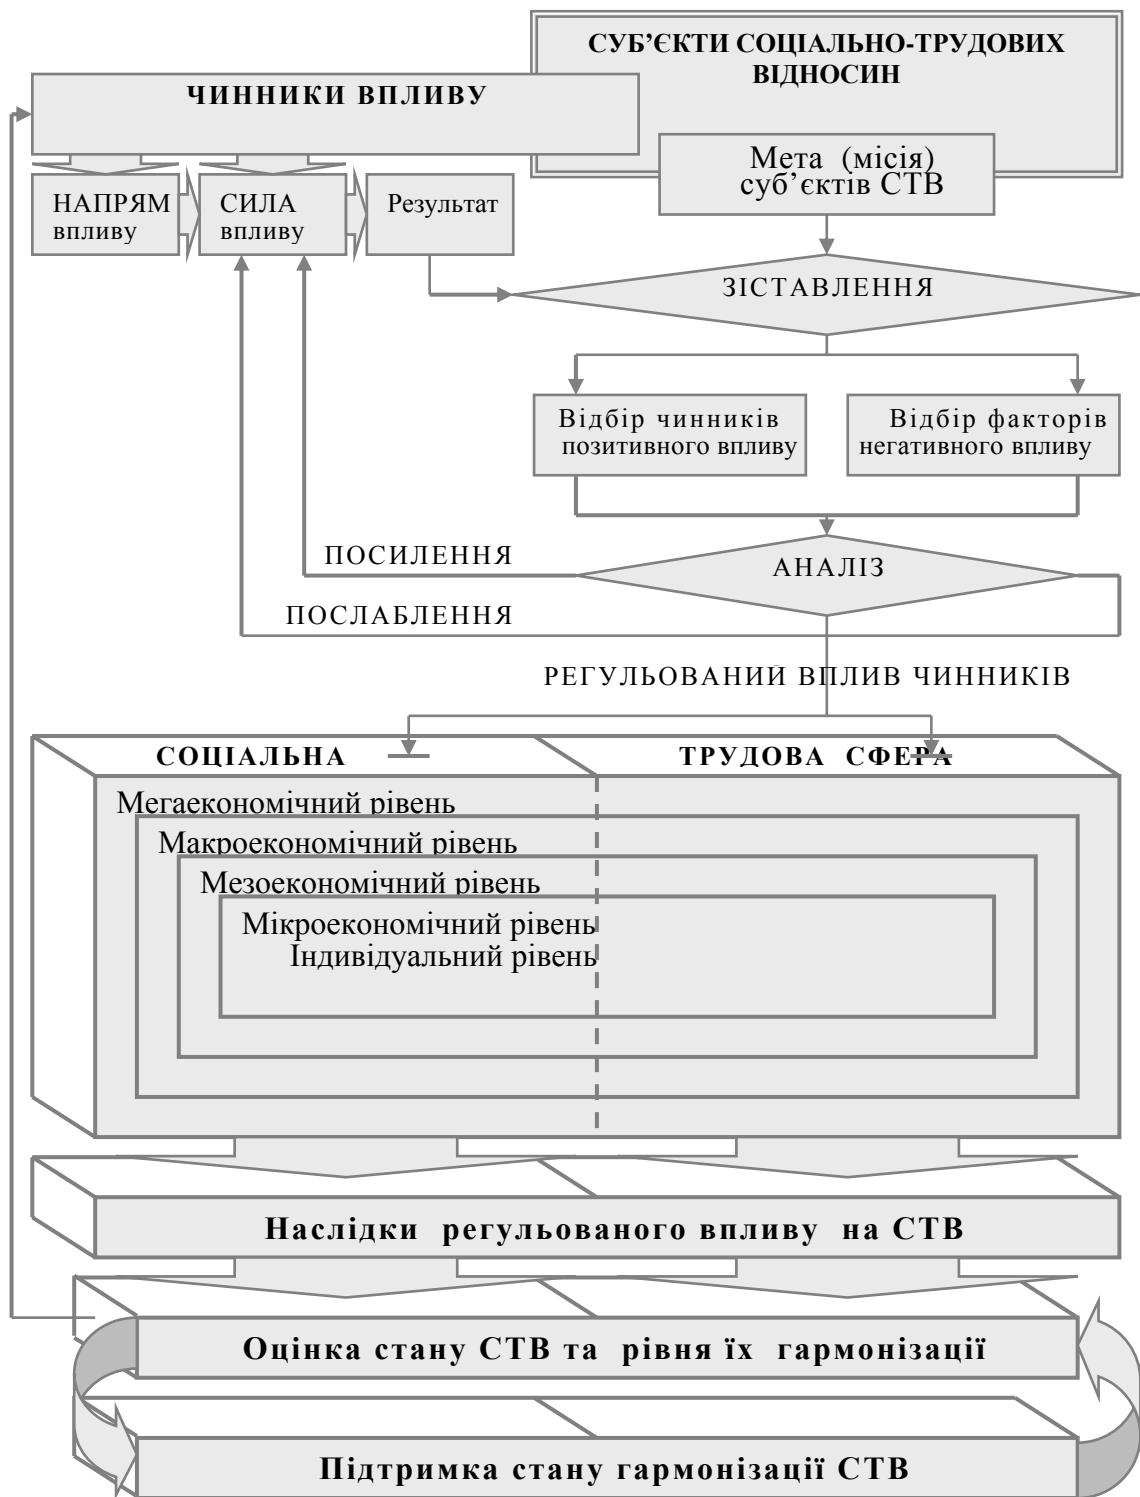 СУБ’ЄКТИ СОЦІАЛЬНО-ТРУДОВИХ
ВІДНОСИН
ЧИННИКИ ВПЛИВУ
Мета (місія)
суб’єктів СТВ
НАПРЯМ
впливу
СИЛА
впливу
Результат
ЗІСТАВЛЕННЯ
Відбір чинників
позитивного впливу
Відбір факторів
негативного впливу
ПОСИЛЕННЯ
АНАЛІЗ
ПОСЛАБЛЕННЯ
РЕГУЛЬОВАНИЙ ВПЛИВ ЧИННИКІВ
СОЦІАЛЬНА
ТРУДОВА СФЕРА
Мегаекономічний рівень
Макроекономічний рівень
Мезоекономічний рівень
Мікроекономічний рівень
Індивідуальний рівень
Наслідки регульованого впливу на СТВ
Оцінка стану СТВ та рівня їх гармонізації
Підтримка стану гармонізації СТВ